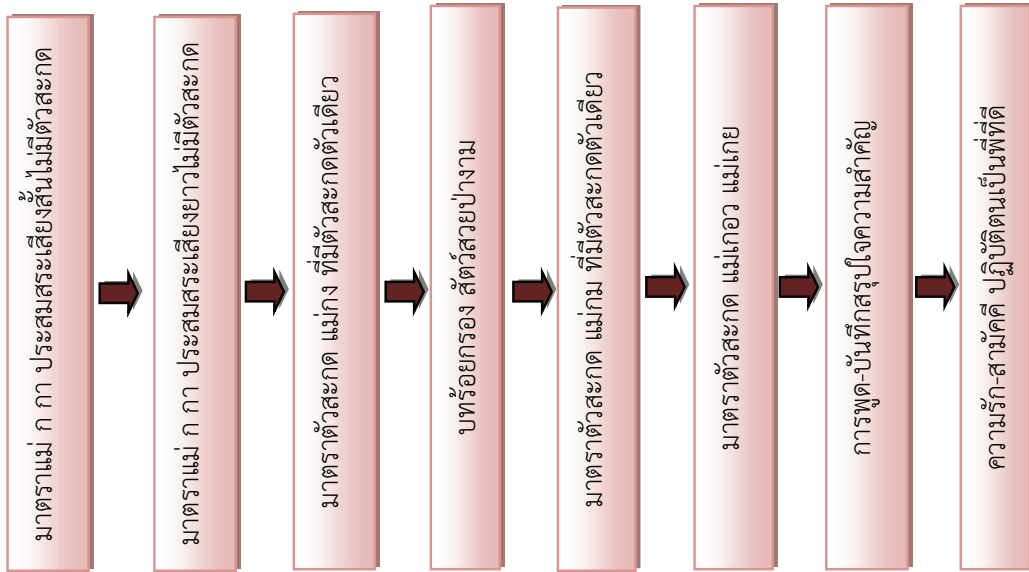 มาตราแม่ ก กา ประสมสระเสียงสั้นไม่มีตัวสะกด
มาตราแม่ ก กา ประสมสระเสียงยาวไม่มีตัวสะกด
มาตราตัวสะกด แม่กง ที่มีตัวสะกดตัวเดียว
บทร้อยกรอง สัตว์สวยป่างาม
มาตราตัวสะกด แม่กม ที่มีตัวสะกดตัวเดียว
มาตราตัวสะกด แม่เกอว แม่เกย
การพูด-บันทึกสรุปใจความสำคัญ
ความรัก-สามัคคี ปฏิบัติตนเป็นพี่ที่ดี